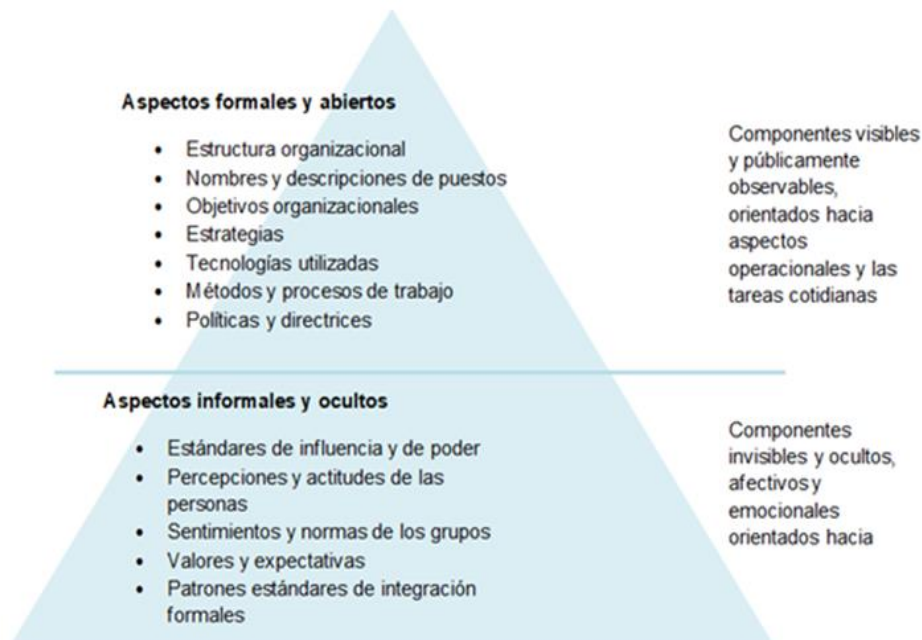 Aspectos formales y abiertos
• Estructura organizacional
• Nombres y descripciones de puestos
• Objetivos organizacionales
• Estrategias
• Tecnologías utilizadas
• Métodos y procesos de trabajo
• Políticas y directrices
Componentes visibles
y públicamente
observables,
orientados hacia
aspectos
operacionales y las
tareas cotidianas
Aspectos informales y ocultos
• Estándares de influencia y de poder
• Percepciones y actitudes de las
personas
• Sentimientos y normas de los grupos
• Valores y expectativas
• Patrones estándares de integración
formales
Componentes
invisibles y ocultos,
afectivos y
emocionales
orientados hacia